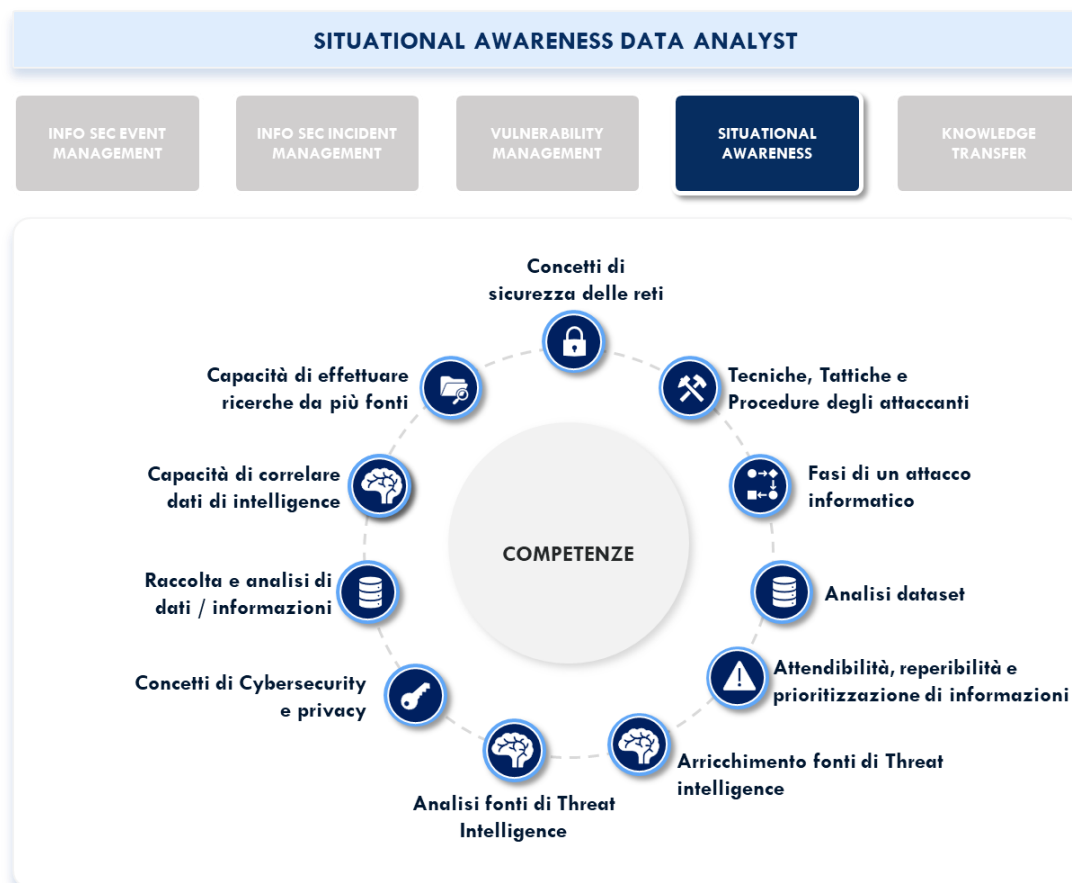 SITUATIONAL AWARENESS DATA ANALYST
INFO SEC EVENT
MANAGEMENT
INFO SEC INCIDENT
MANAGEMENT
VULNERABILITY
MANAGEMENT
SITUATIONAL
AWARENESS
KNOWLEDGE
TRANSFER
Concetti di
sicurezza delle reti
Tecniche, Tattiche e
Procedure degli attaccanti
Fasi di un attacco
informatico
Analisi dataset
Attendibilità, reperibilità e
prioritizzazione di informazioni
Arricchimento fonti di Threat
intelligence
Analisi fonti di Threat
Intelligence
Concetti di Cybersecurity
e privacy
Raccolta e analisi di
dati / informazioni
Capacità di correlare
dati di intelligence
Capacità di effettuare
ricerche da più fonti
COMPETENZE